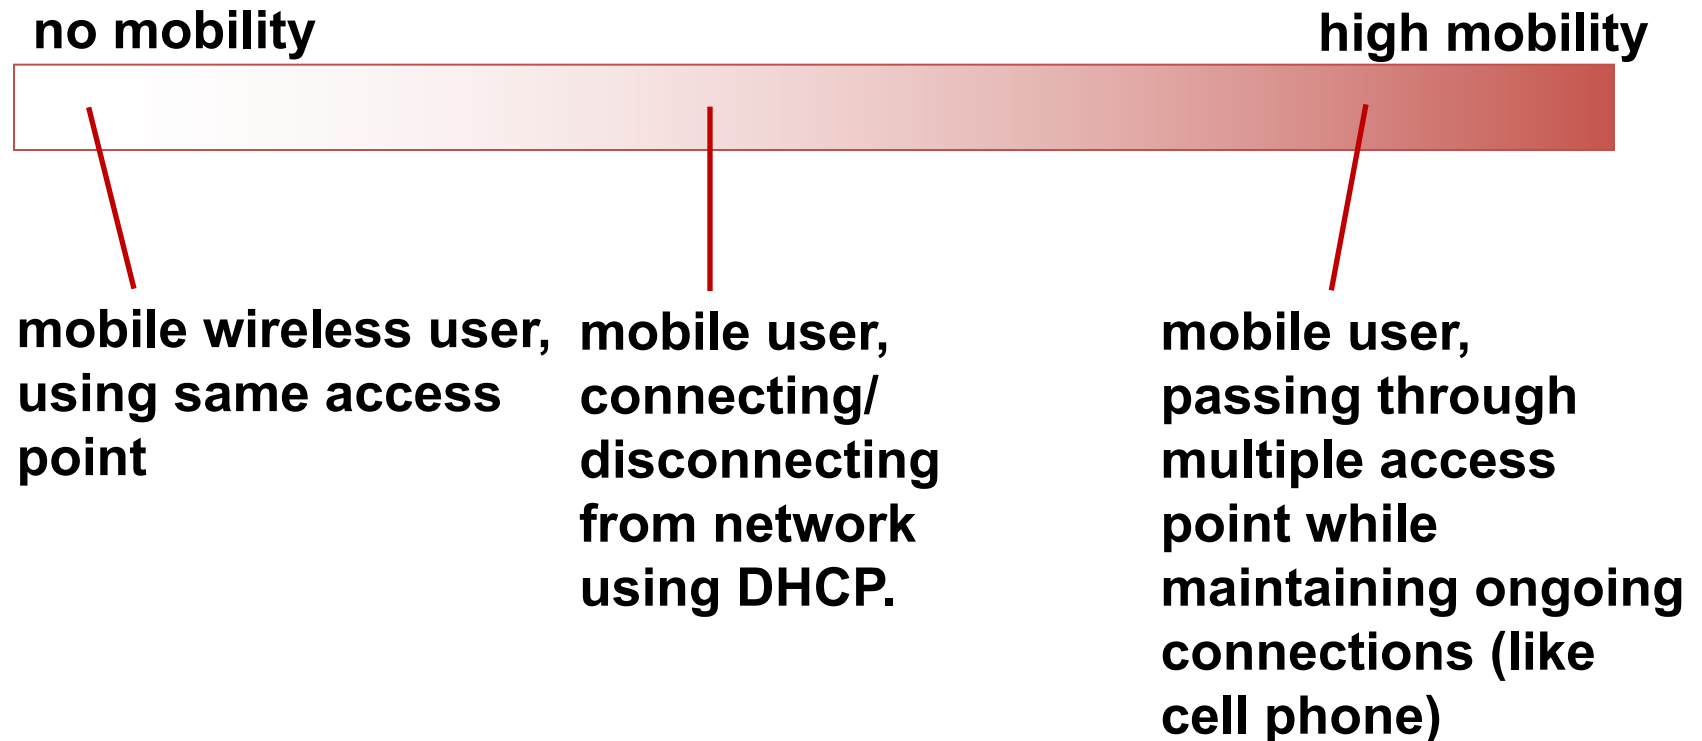 no mobility
high mobility
mobile wireless user,
using same access
point
mobile user,
connecting/
disconnecting
from network
using DHCP.
mobile user,
passing through
multiple access
point while
maintaining ongoing
connections (like
cell phone)